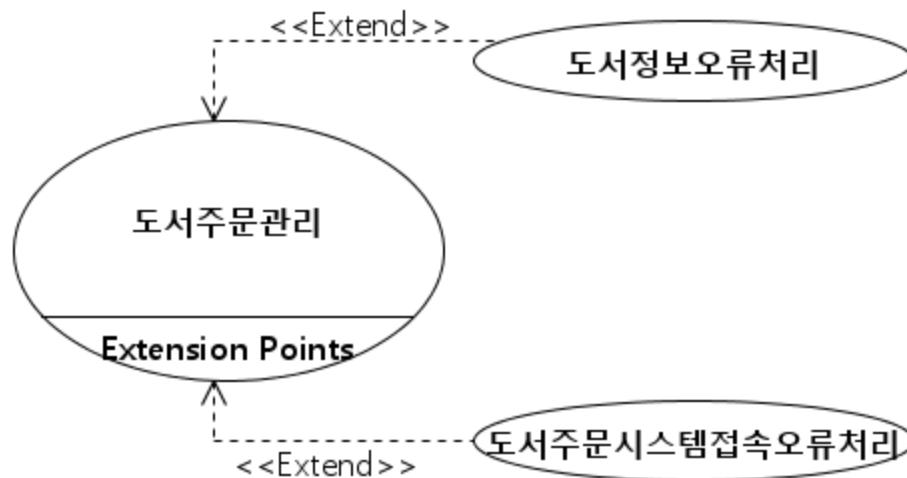 <<Extend>>
도서정보오류처리
도서주문관리
Extension Points
도서주문시스템접속오류처리
<<Extend>>